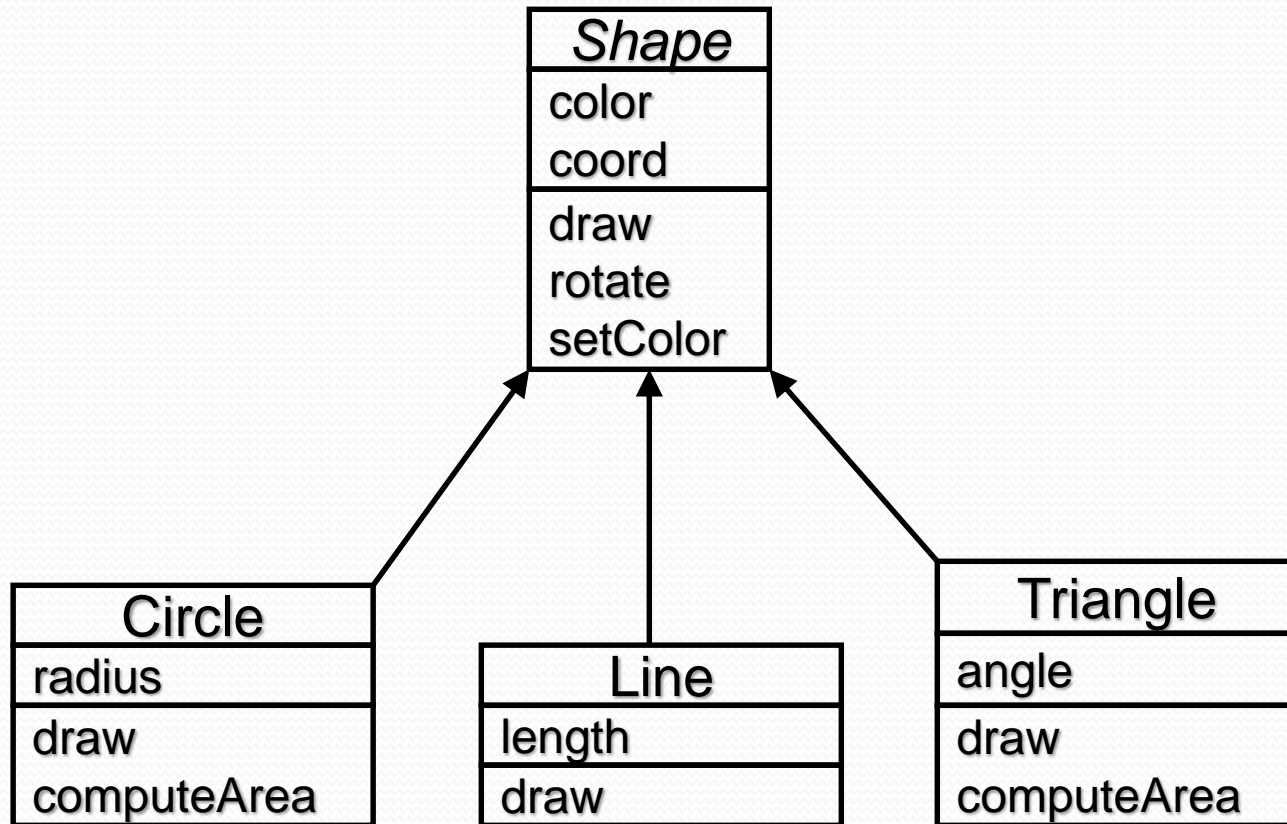 Shape
color
coord
draw
rotate
setColor
Circle
radius
draw
computeArea
Line
length
draw
Triangle
angle
draw
computeArea